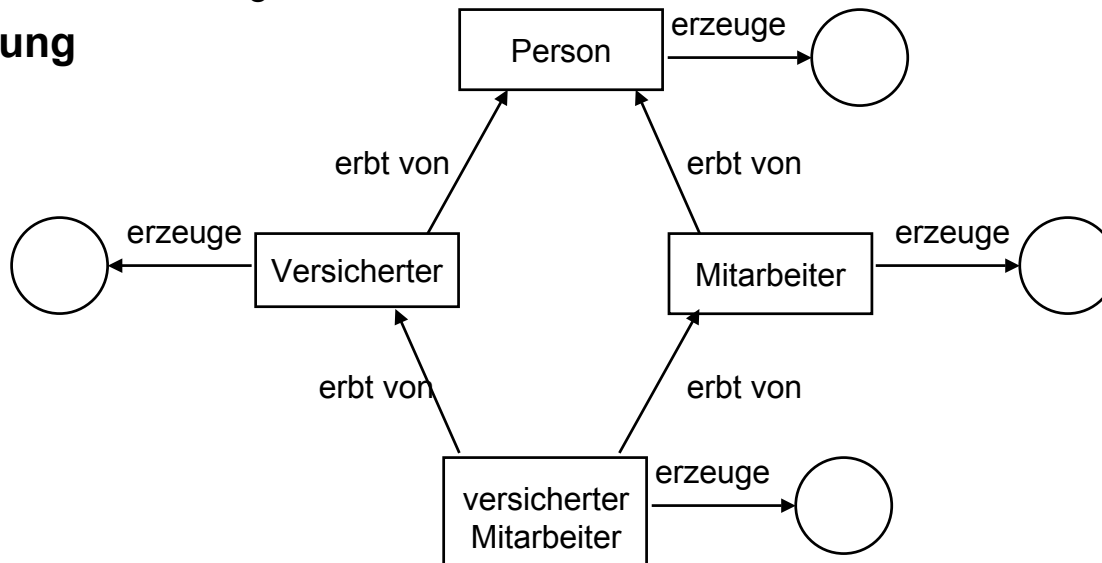 ung
Person
erzeuge
erbt von
erbt von
erzeuge
Versicherter
Mitarbeiter
erzeuge
erbt von
erbt von
versicherter
Mitarbeiter
erzeuge